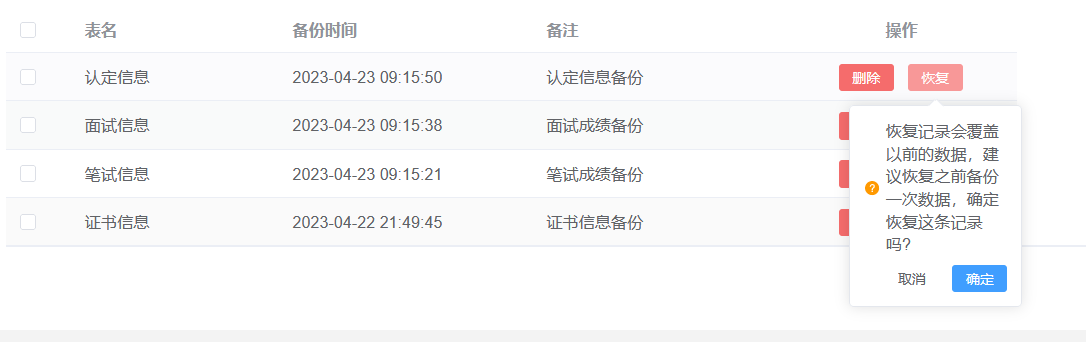 表名 备份时间 备注 操作
认定信息 2023-04-23 09:15:50 认定信息备份 删除 恢复
面试信息 2023-04-23 09:15:38 面试成绩备份
笔试信息 2023-04-23 09:15:21 笔试成绩备份
证书信息 2023-04-22 21:49:45 证书信息备份
恢复记录会覆盖
以前的数据，建
议恢复之前备份
一次数据，确定
恢复这条记录
吗?
取消 确定